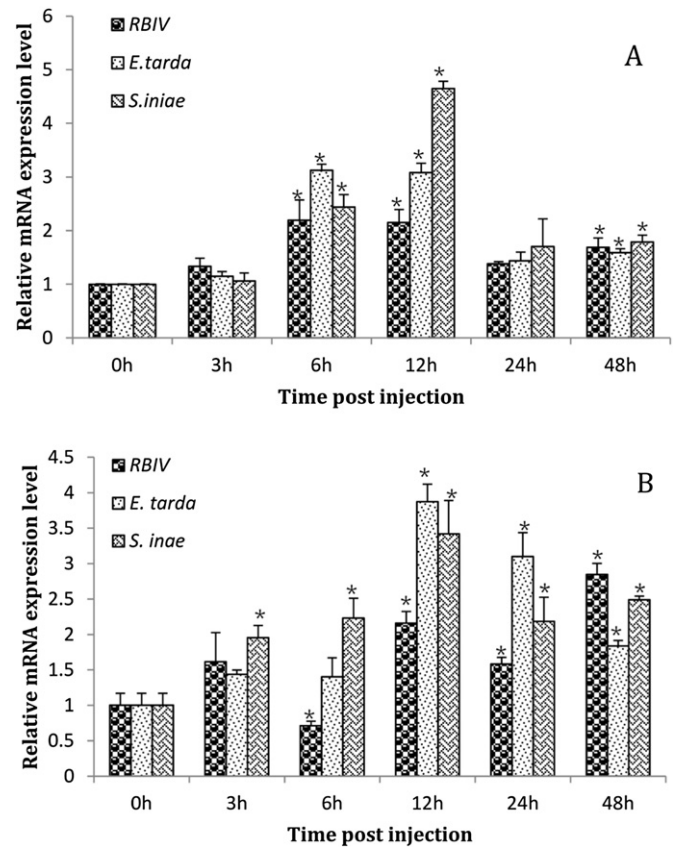 Relative mRNA expression level
6
5
4
3
2
1
0
RBIV
E.tarda
S.iniae
A
*
*
*
*
*
*
*
*
*
0h 3h 6h 12h 24h 48h
Time post injection
Relative mRNA expression level
4.5
4
3.5
3
2.5
2
1.5
1
0.5
0
RBIV
E. tarda
S. inae
B
*
*
*
*
*
*
*
*
*
*
*
*
0h 3h 6h 12h 24h 48h
Time post injection